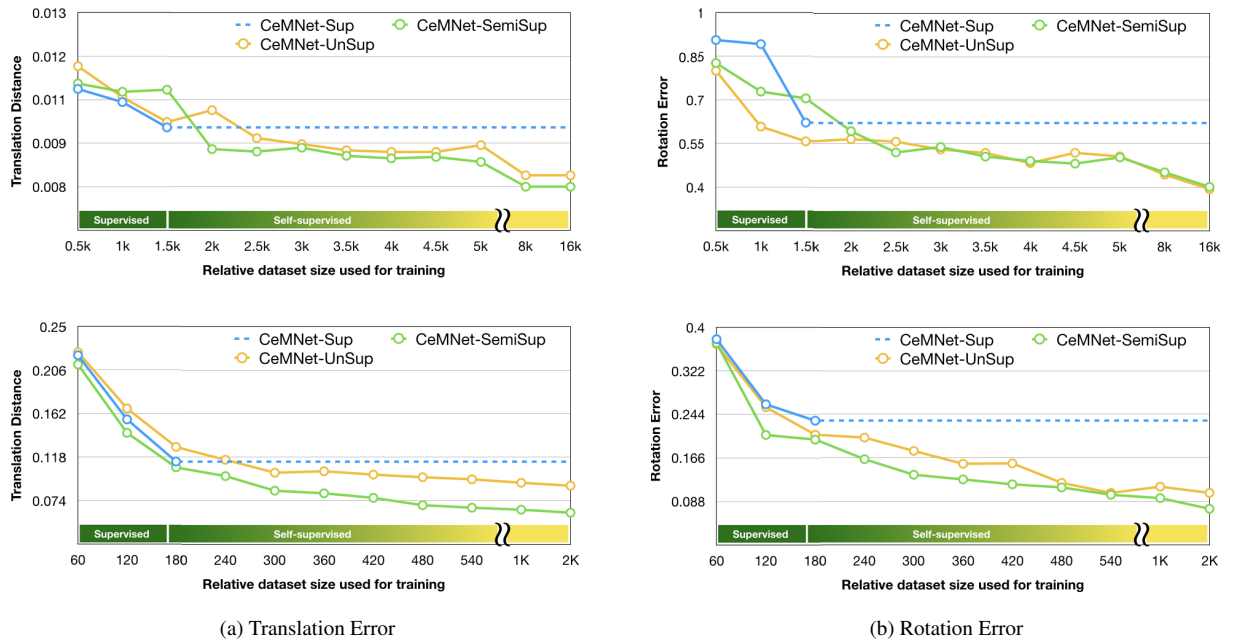 0.013
0.012
0.011
0.009
0.008
Translation Distance
CeMNet-Sup
CeMNet-SemiSup
CeMNet-UnSup
Supervised
Self-supervised
0.5k 1k 1.5k 2k 2.5k 3k 3.5k 4k 4.5k 5k 8k 16k
Relative dataset size used for training
1
0.85
0.7
0.55
0.4
Rotation Error
CeMNet-Sup
CeMNet-SemiSup
CeMNet-UnSup
Supervised
Self-supervised
0.5k 1k 1.5k 2k 2.5k 3k 3.5k 4k 4.5k 5k 8k 16k
Relative dataset size used for training
0.25
0.206
0.162
0.118
0.074
Translation Distance
CeMNet-Sup
CeMNet-SemiSup
CeMNet-UnSup
Supervised
Self-supervised
60 120 180 240 300 360 420 480 540 1K 2K
Relative dataset size used for training
0.4
0.322
0.244
0.166
0.088
Rotation Error
CeMNet-Sup
CeMNet-SemiSup
CeMNet-UnSup
Supervised
Self-supervised
60 120 180 240 300 360 420 480 540 1K 2K
Relative dataset size used for training
(a) Translation Error
(b) Rotation Error